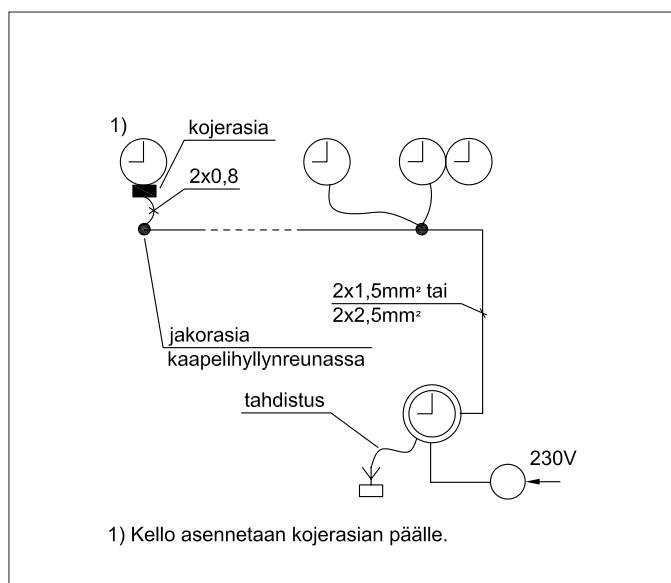 1)
kojerasia
2x0,8
2x1,5mm² tai
2x2,5mm²
jakorasia
kaapelihyllynreunassa
tahdistus
230V
1) Kello asennetaan kojerasian päälle.